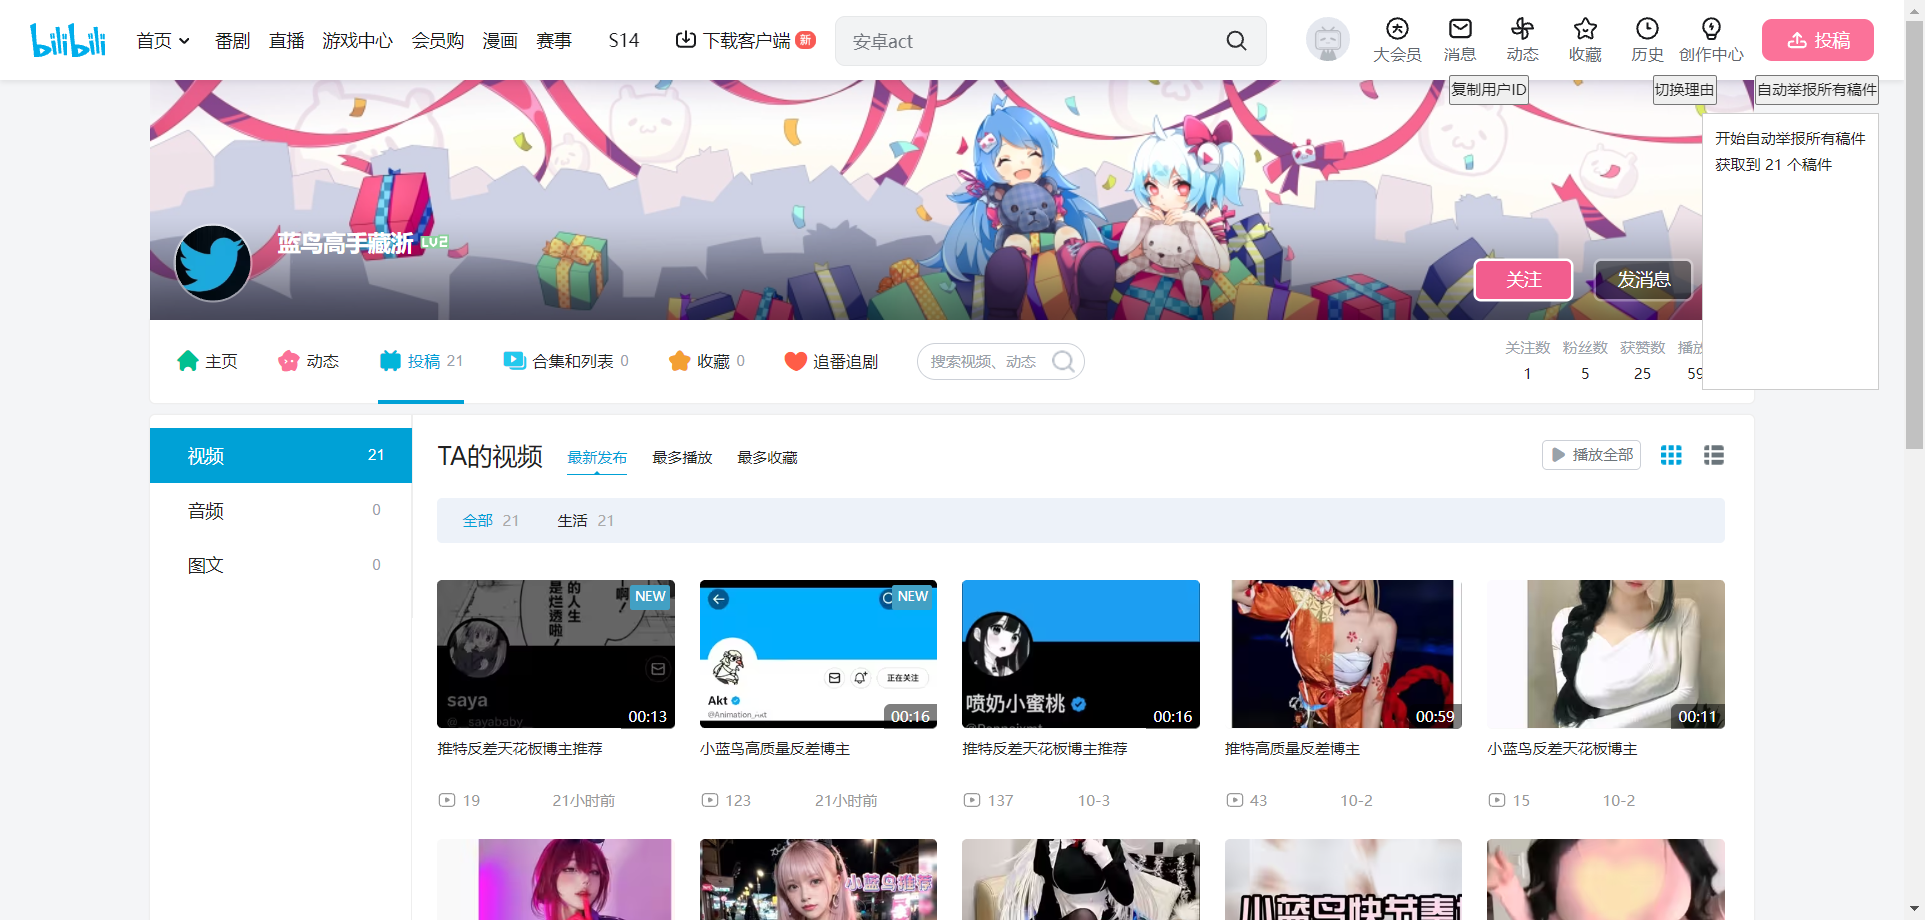 bilibili
首页 番剧 直播 游戏中心 会员购 漫画 赛事 S14 下载客户端 新
安卓act
大会员 消息 动态 收藏 历史 创作中心 投稿
复制用户ID 切换理由 自动举报所有稿件
开始自动举报所有稿件
获取到 21 个稿件
蓝鸟高手藏浙 LV2
关注 发消息
主页 动态 投稿 21 合集和列表 0 收藏 0 追番追剧 搜索视频、动态
关注数 粉丝数 获赞数 播放
1 5 25 59
视频 21
音频 0
图文 0
TA的视频 最新发布 最多播放 最多收藏 播放全部
全部 21 生活 21
的人生
是烂透啦!
啊!
NEW
saya
@_sayababy
00:13
推特反差天花板博主推荐
19 21小时前
NEW
正在关注
Akt
00:16
小蓝鸟高质量反差博主
123 21小时前
喷奶小蜜桃
00:16
推特反差天花板博主推荐
137 10-3
00:59
推特高质量反差博主
43 10-2
00:11
小蓝鸟反差天花板博主
15 10-2
小蓝鸟推荐
小蓝鸟快节奏